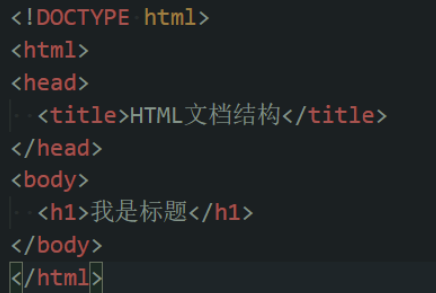 <!DOCTYPE html>
<html>
<head>
<title>HTML文档结构</title>
</head>
<body>
<h1>我是标题</h1>
</body>
</html>